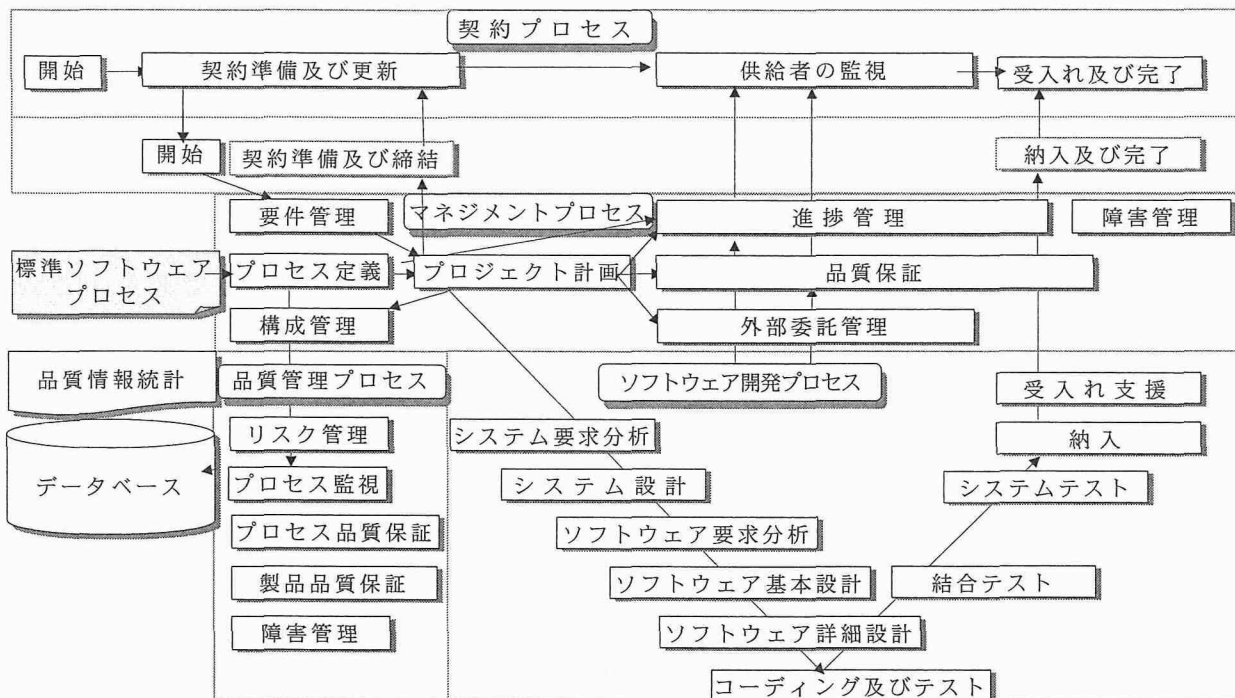 契約プロセス
開始
契約準備及び更新
供給者の監視
受入れ及び完了
開始
契約準備及び締結
納入及び完了
要件管理
マネジメントプロセス
進捗管理
障害管理
標準ソフトウェア
プロセス
プロセス定義
プロジェクト計画
品質保証
構成管理
外部委託管理
品質情報統計
品質管理プロセス
ソフトウェア開発プロセス
受入れ支援
リスク管理
システム要求分析
納入
データベース
プロセス監視
システム設計
システムテスト
プロセス品質保証
ソフトウェア要求分析
製品品質保証
ソフトウェア基本設計
結合テスト
障害管理
ソフトウェア詳細設計
コーディング及びテスト